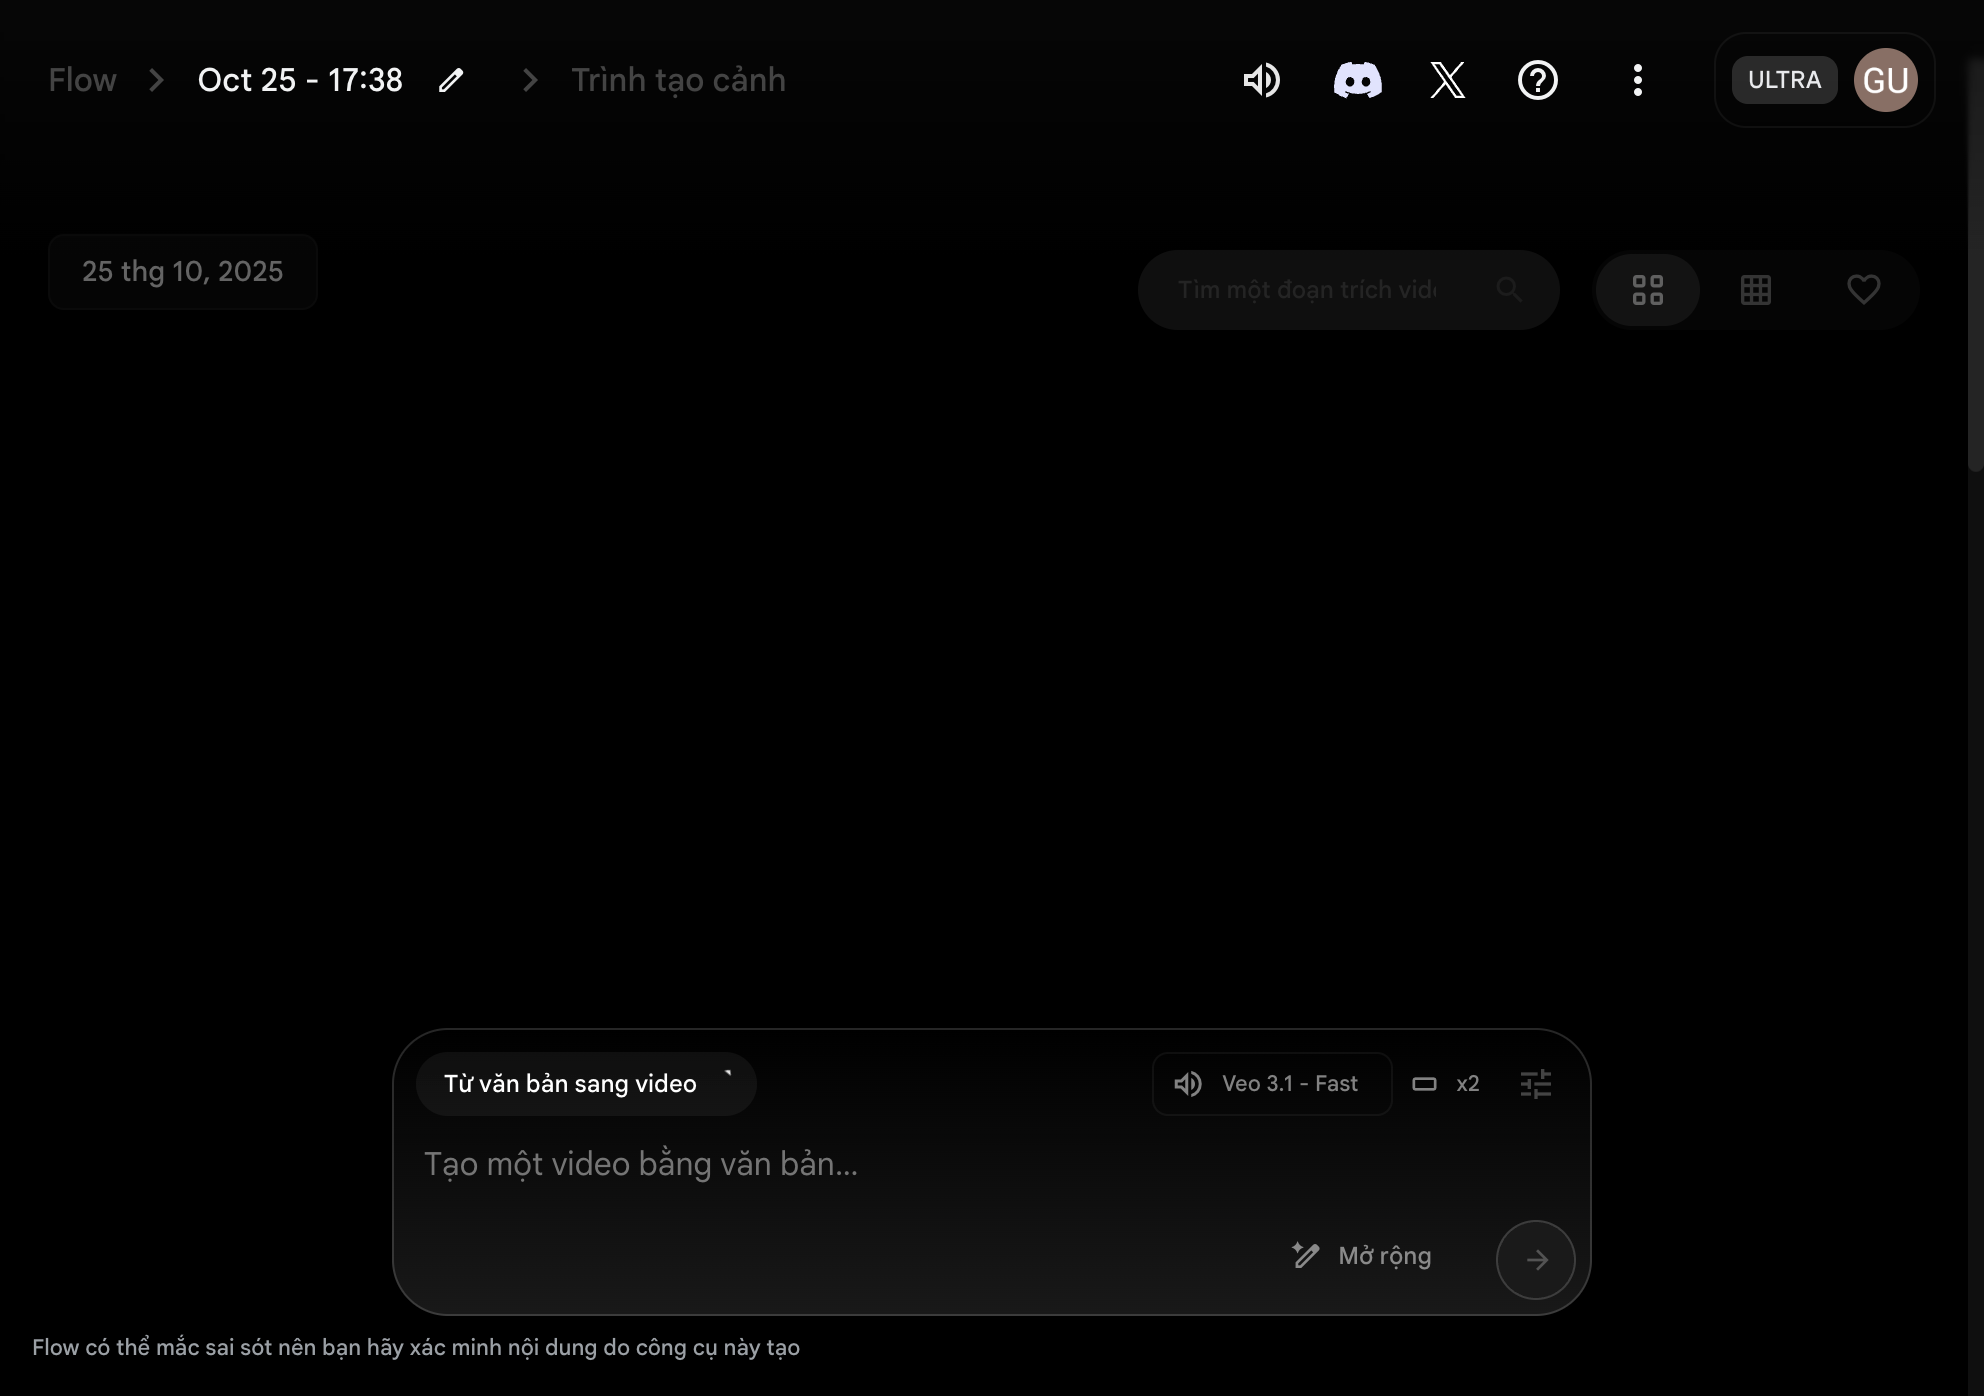 Flow
Oct 25 - 17:38
Trình tạo cảnh
ULTRA
GU
25 thg 10, 2025
Tìm một đoạn trích vid
Từ văn bản sang video
Veo 3.1 - Fast
x2
Tạo một video bằng văn bản...
Mở rộng
Flow có thể mắc sai sót nên bạn hãy xác minh nội dung do công cụ này tạo